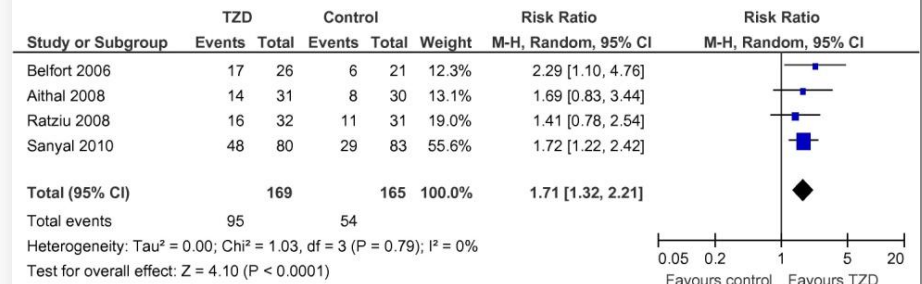 TZD Control Risk Ratio Risk Ratio
Study or Subgroup Events Total Events Total Weight M-H, Random, 95% CI M-H, Random, 95% CI
Belfort 2006 17 26 6 21 12.3% 2.29 [1.10, 4.76]
Aithal 2008 14 31 8 30 13.1% 1.69 [0.83, 3.44]
Ratziu 2008 16 32 11 31 19.0% 1.41 [0.78, 2.54]
Sanyal 2010 48 80 29 83 55.6% 1.72 [1.22, 2.42]
Total (95% CI) 169 165 100.0% 1.71 [1.32, 2.21]
Total events 95 54
Heterogeneity: Tau² = 0.00; Chi² = 1.03, df = 3 (P = 0.79); I² = 0%
Test for overall effect: Z = 4.10 (P < 0.0001)
0.05 0.2 1 5 20
Favours control Favours TZD